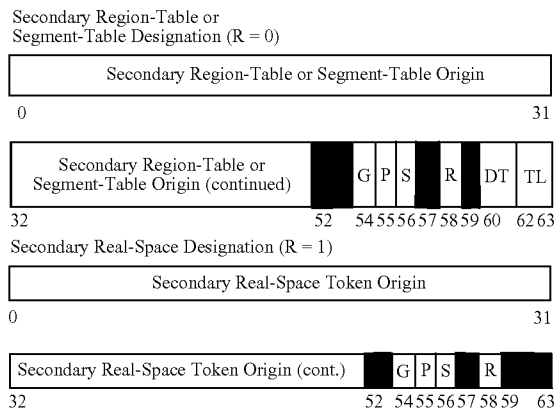 Secondary Region-Table or
Segment-Table Designation (R = 0)
Secondary Region-Table or Segment-Table Origin
0 31
Secondary Region-Table or
Segment-Table Origin (continued)
G P S R DT TL
32 52 54 55 56 57 58 59 60 62 63
Secondary Real-Space Designation (R = 1)
Secondary Real-Space Token Origin
0 31
Secondary Real-Space Token Origin (cont.) G P S R
32 52 54 55 56 57 58 59 63